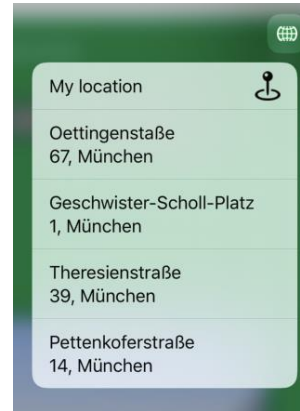 My location
Oettingenstaße
67, München
Geschwister-Scholl-Platz
1, München
Theresienstraße
39, München
Pettenkoferstraße
14, München